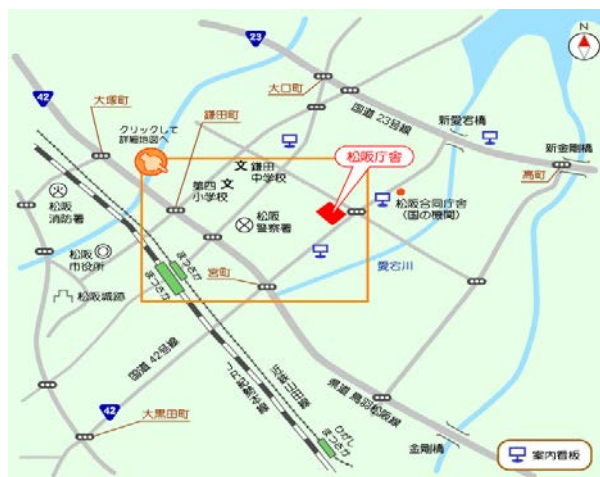 23
42
大塚町
鎌田町
大口町
国道 23号線
新愛宕橋
新金剛橋
高町
クリックして
詳細地図へ
文 鎌田
中学校
第四 文
小学校
松阪庁舎
松阪合同庁舎
(国の機関)
火
松阪
消防署
松阪
警察署
松阪
市役所
松阪城跡
まつさか
まつさか
宮町
愛宕川
国道 42号線
42
大黒田町
JR紀勢本線
近鉄山田線
ひがし
まつさか
県道 鳥羽松阪線
金剛橋
案内看板